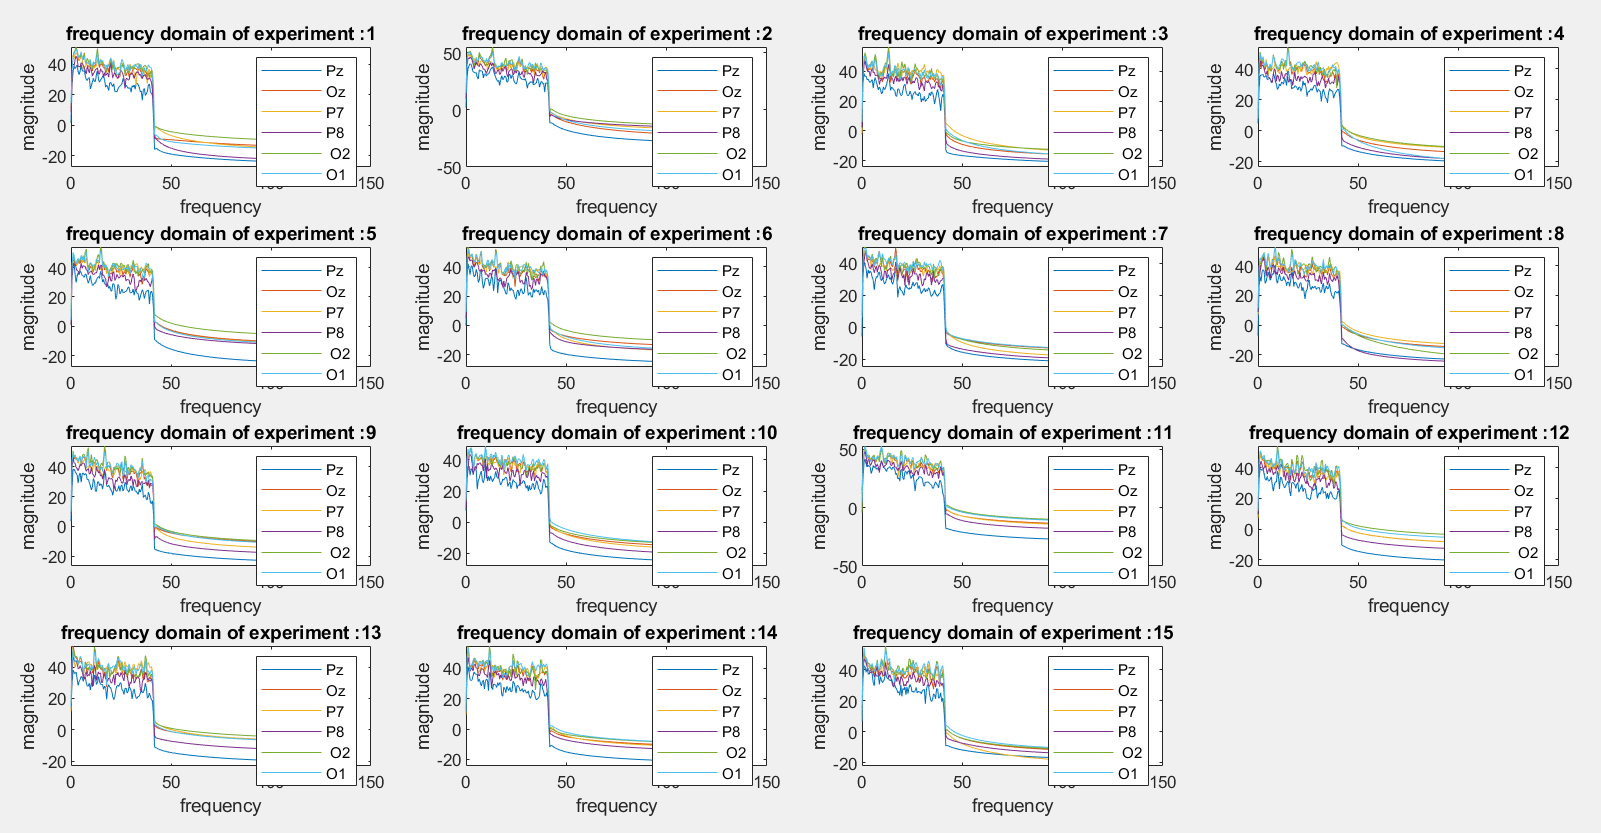 frequency domain of experiment :1
magnitude
40
20
0
-20
0
50
150
frequency
Pz
Oz
P7
P8
O2
O1
frequency domain of experiment :2
magnitude
50
0
-50
0
50
150
frequency
Pz
Oz
P7
P8
O2
O1
frequency domain of experiment :3
magnitude
40
20
0
-20
0
50
150
frequency
Pz
Oz
P7
P8
O2
O1
frequency domain of experiment :4
magnitude
40
20
0
-20
0
50
150
frequency
Pz
Oz
P7
P8
O2
O1
frequency domain of experiment :5
magnitude
40
20
0
-20
0
50
150
frequency
Pz
Oz
P7
P8
O2
O1
frequency domain of experiment :6
magnitude
40
20
0
-20
0
50
150
frequency
Pz
Oz
P7
P8
O2
O1
frequency domain of experiment :7
magnitude
40
20
0
-20
0
50
150
frequency
Pz
Oz
P7
P8
O2
O1
frequency domain of experiment :8
magnitude
40
20
0
-20
0
50
150
frequency
Pz
Oz
P7
P8
O2
O1
frequency domain of experiment :9
magnitude
40
20
0
-20
0
50
150
frequency
Pz
Oz
P7
P8
O2
O1
frequency domain of experiment :10
magnitude
40
20
0
-20
0
50
150
frequency
Pz
Oz
P7
P8
O2
O1
frequency domain of experiment :11
magnitude
50
0
-50
0
50
150
frequency
Pz
Oz
P7
P8
O2
O1
frequency domain of experiment :12
magnitude
40
20
0
-20
0
50
150
frequency
Pz
Oz
P7
P8
O2
O1
frequency domain of experiment :13
magnitude
40
20
0
-20
0
50
150
frequency
Pz
Oz
P7
P8
O2
O1
frequency domain of experiment :14
magnitude
40
20
0
-20
0
50
150
frequency
Pz
Oz
P7
P8
O2
O1
frequency domain of experiment :15
magnitude
40
20
0
-20
0
50
150
frequency
Pz
Oz
P7
P8
O2
O1